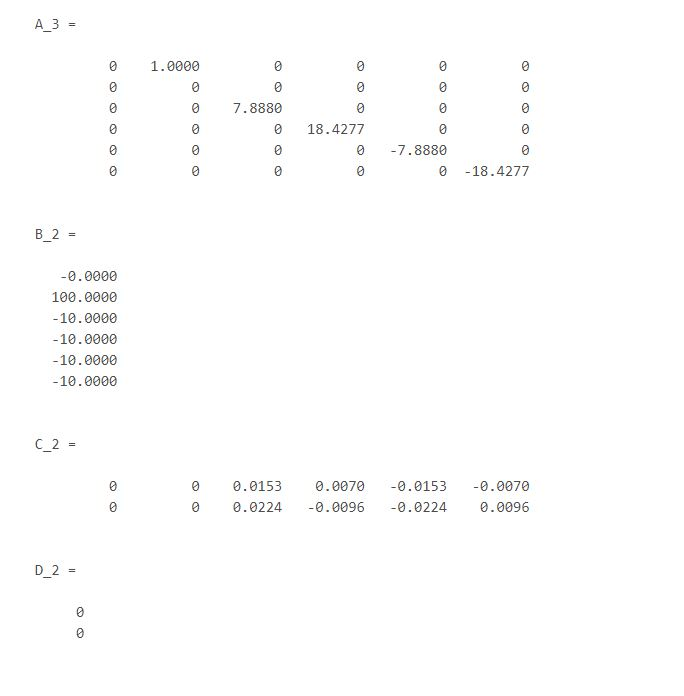 A_3 =
0 1.0000 0 0 0 0
0 0 0 0 0 0
0 0 7.8880 0 0 0
0 0 0 18.4277 0 0
0 0 0 0 -7.8880 0
0 0 0 0 0 -18.4277
B_2 =
-0.0000
100.0000
-10.0000
-10.0000
-10.0000
-10.0000
C_2 =
0 0 0.0153 0.0070 -0.0153 -0.0070
0 0 0.0224 -0.0096 -0.0224 0.0096
D_2 =
0
0